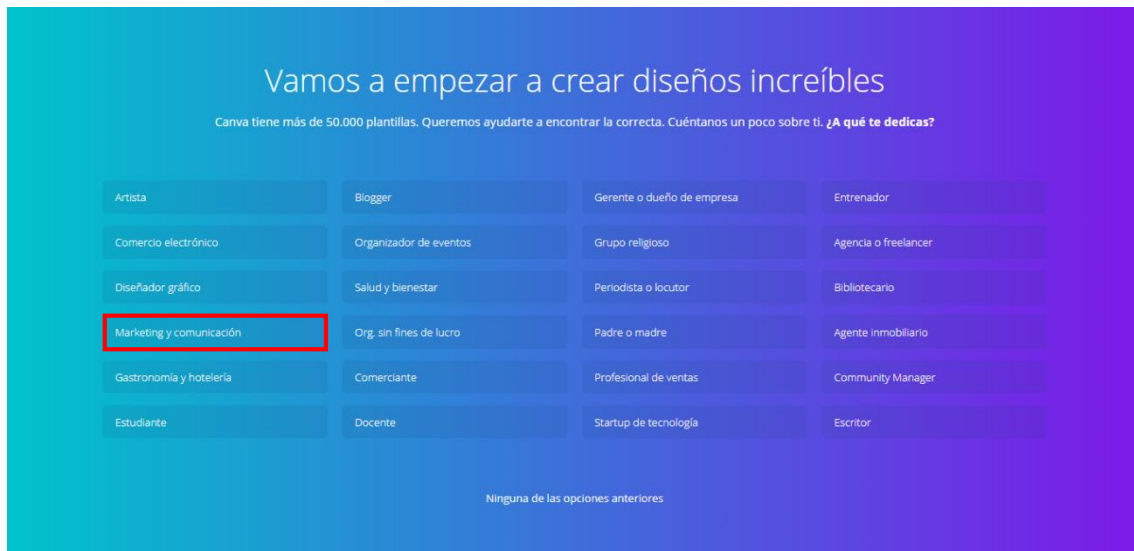 Vamos a empezar a crear diseños increíbles
Canva tiene más de 50.000 plantillas. Queremos ayudarte a encontrar la correcta. Cuéntanos un poco sobre ti. ¿A qué te dedicas?
Artista
Blogger
Gerente o dueño de empresa
Entrenador
Comercio electrónico
Organizador de eventos
Grupo religioso
Agencia o freelancer
Diseñador gráfico
Salud y bienestar
Periodista o locutor
Bibliotecario
Marketing y comunicación
Org. sin fines de lucro
Padre o madre
Agente inmobiliario
Gastronomía y hotelería
Comerciante
Profesional de ventas
Community Manager
Estudiante
Docente
Startup de tecnología
Escritor
Ninguna de las opciones anteriores